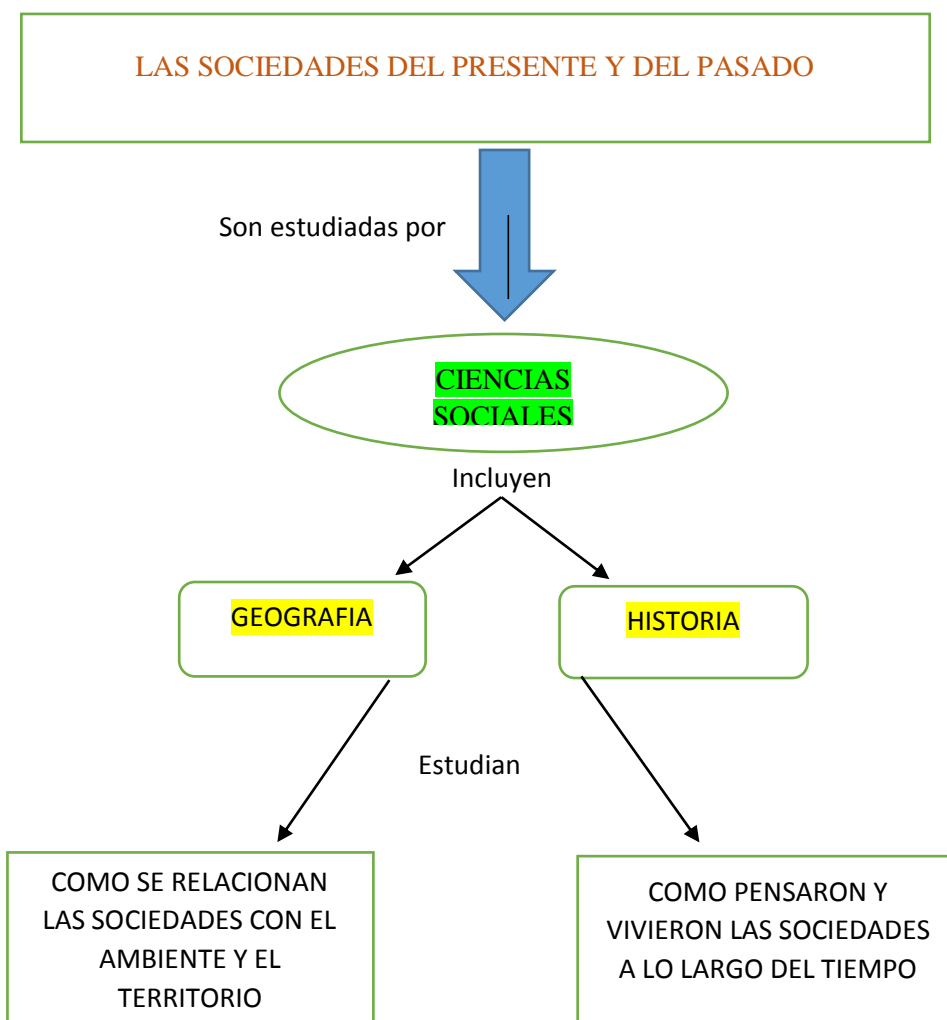 LAS SOCIEDADES DEL PRESENTE Y DEL PASADO
Son estudiadas por
CIENCIAS
SOCIALES
Incluyen
GEOGRAFIA
HISTORIA
Estudian
COMO SE RELACIONAN
LAS SOCIEDADES CON EL
AMBIENTE Y EL
TERRITORIO
COMO PENSARON Y
VIVIERON LAS SOCIEDADES
A LO LARGO DEL TIEMPO